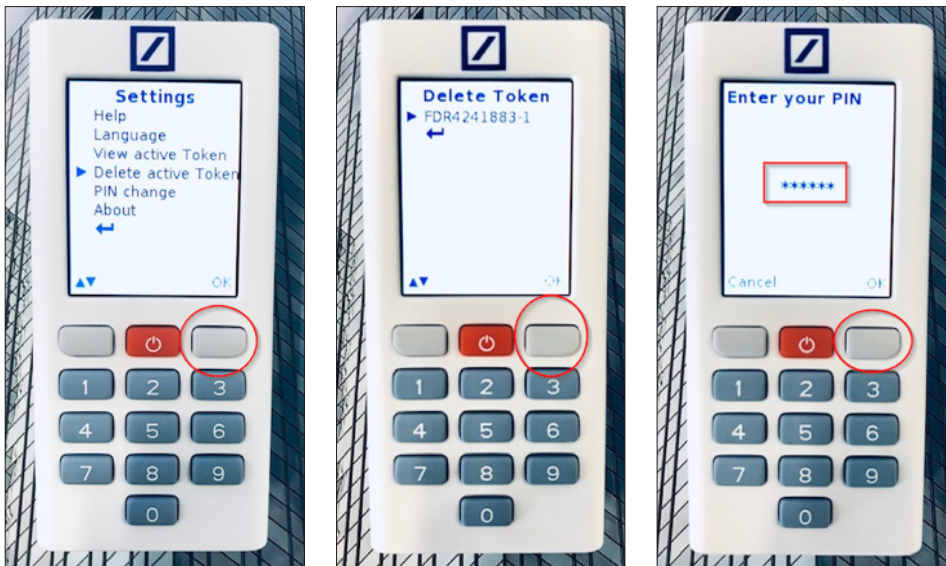 Settings
Help
Language
View active Token
Delete active Token
PIN change
About
OK
1 2 3
4 5 6
7 8 9
0
Delete Token
FDR4241883-1
OK
1 2 3
4 5 6
7 8 9
0
Enter your PIN
******
Cancel OK
1 2 3
4 5 6
7 8 9
0